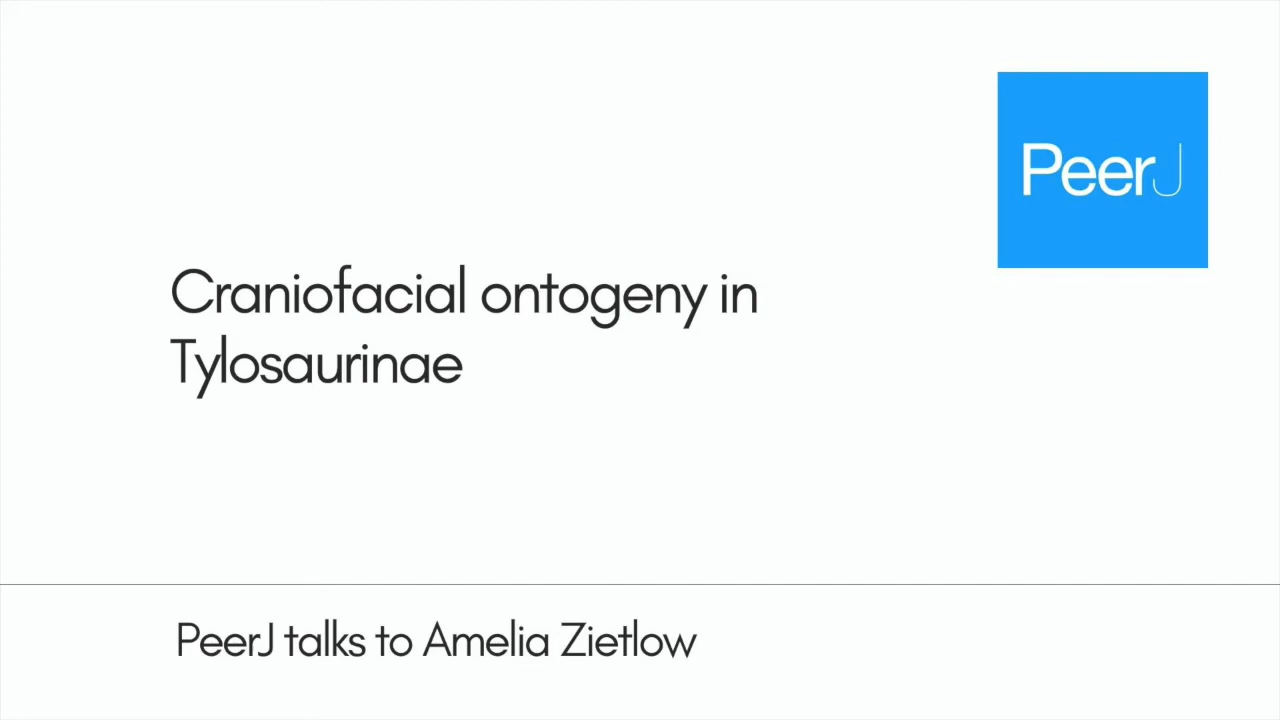 PeerJ
Craniofacial ontogeny in
Tylosaurinae
PeerJ talks to Amelia Zietlow